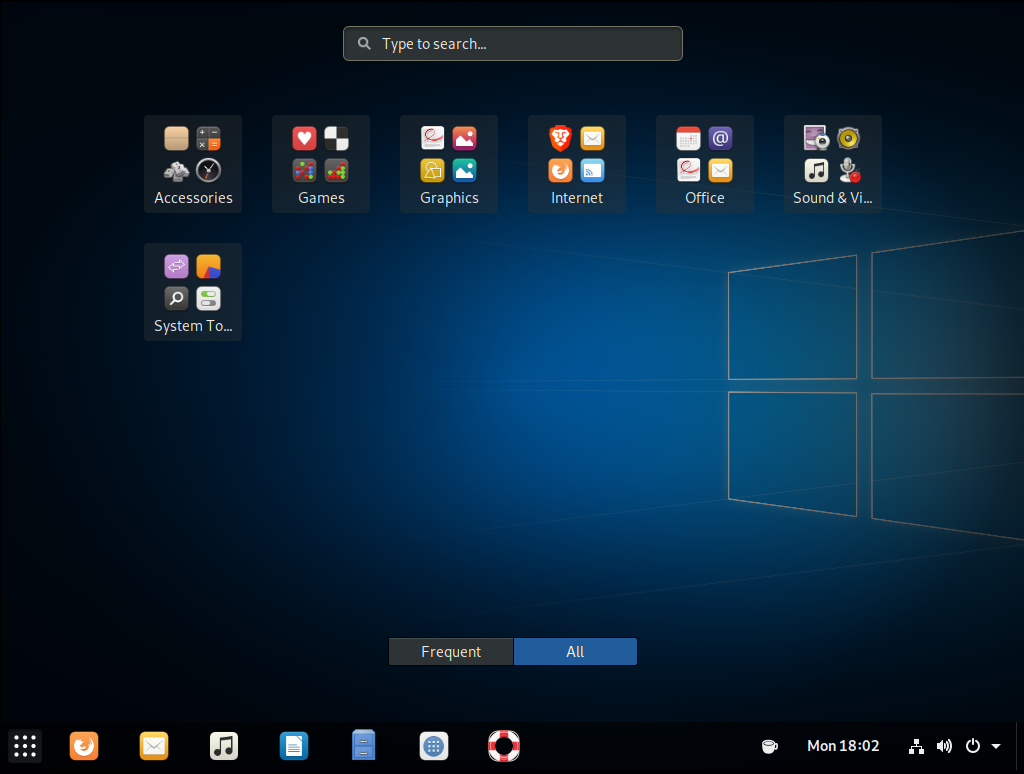 Type to search...
Accessories
Games
Graphics
Internet
Office
Sound & Vi...
System To...
Frequent
All
Mon 18:02